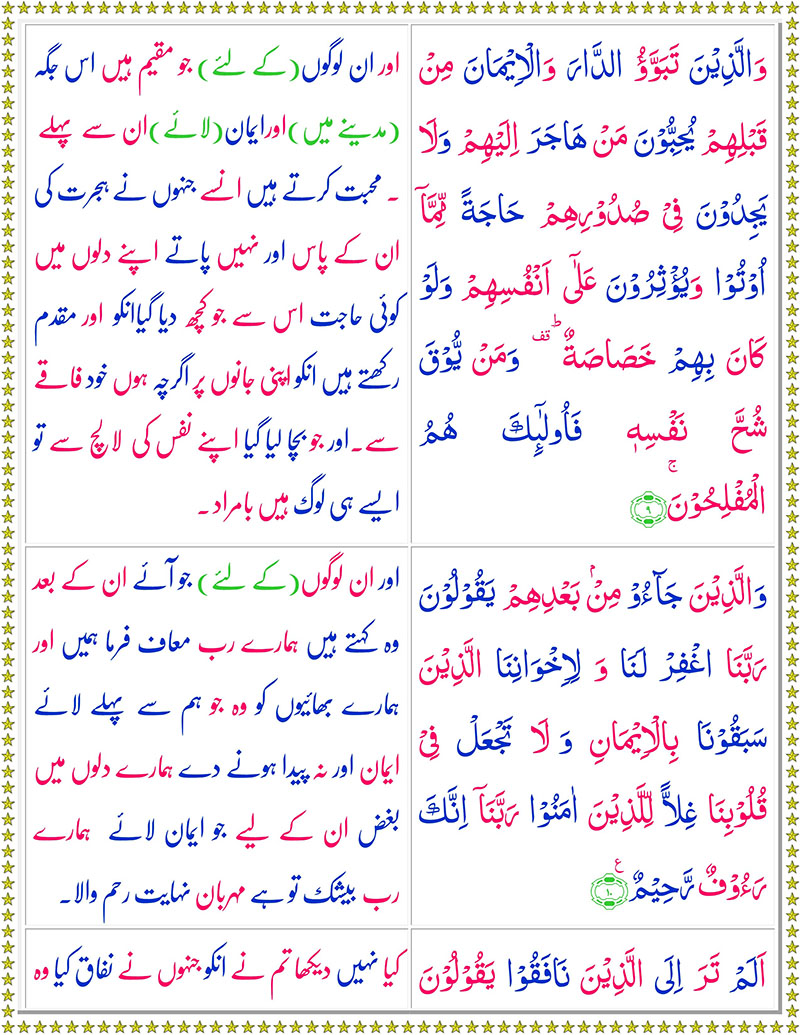 وَالَّذِيْنَ تَبَوَّؤُ الدَّارَ وَالْاِيْمَانَ مِنْ
قَبْلِهِمْ يُحِبُّوْنَ مَنْ هَاجَرَ اِلَيْهِمْ وَلَا
يَجِدُوْنَ فِيْ صُدُوْرِهِمْ حَاجَةً مِّمَّآ
اُوْتُوْا وَيُؤْثِرُوْنَ عَلٰٓى اَنْفُسِهِمْ وَلَوْ
كَانَ بِهِمْ خَصَاصَةٌ ؕ قف وَمَنْ يُّوْقَ
شُحَّ نَفْسِهٖ فَاُولٰٓئِكَ هُمُ
الْمُفْلِحُوْنَ ۚ ٩
اور ان لوگوں(کے لئے) جو مقیم ہیں اس جگہ
(مدینے میں)اورایمان(لائے)ان سے پہلے
۔ محبت کرتے ہیں انسے جنہوں نے ہجرت کی
ان کے پاس اور نہیں پاتے اپنے دلوں میں
کوئی حاجت اس سے جو کچھ دیا گیاانکو اور مقدم
رکھتے ہیں انکو اپنی جانوں پر اگرچہ ہوں خود فاقے
سے۔اور جو بچا لیا گیا اپنے نفس کی لالچ سے تو
ایسے ہی لوگ ہیں بامراد۔
وَالَّذِيْنَ جَآءُوْ مِنْۢ بَعْدِهِمْ يَقُوْلُوْنَ
رَبَّنَا اغْفِرْ لَنَا وَ لِاِخْوَانِنَا الَّذِيْنَ
سَبَقُوْنَا بِالْاِيْمَانِ وَ لَا تَجْعَلْ فِيْ
قُلُوْبِنَا غِلًّا لِّلَّذِيْنَ اٰمَنُوْا رَبَّنَآ اِنَّكَ
رَءُوْفٌ رَّحِيْمٌ ۧ ١٠
اور ان لوگوں(کے لئے) جو آئے ان کے بعد
وہ کہتے ہیں ہمارے رب معاف فرما ہمیں اور
ہمارے بھائیوں کو وہ جو ہم سے پہلے لائے
ایمان اور نہ پیدا ہونے دے ہمارے دلوں میں
بغض ان کے لیے جو ایمان لائے ہمارے
رب بیشک تو ہے مہربان نہایت رحم والا۔
اَلَمْ تَرَ اِلَى الَّذِيْنَ نَافَقُوْا يَقُوْلُوْنَ
کیا نہیں دیکھا تم نے انکو جنہوں نے نفاق کیا وہ